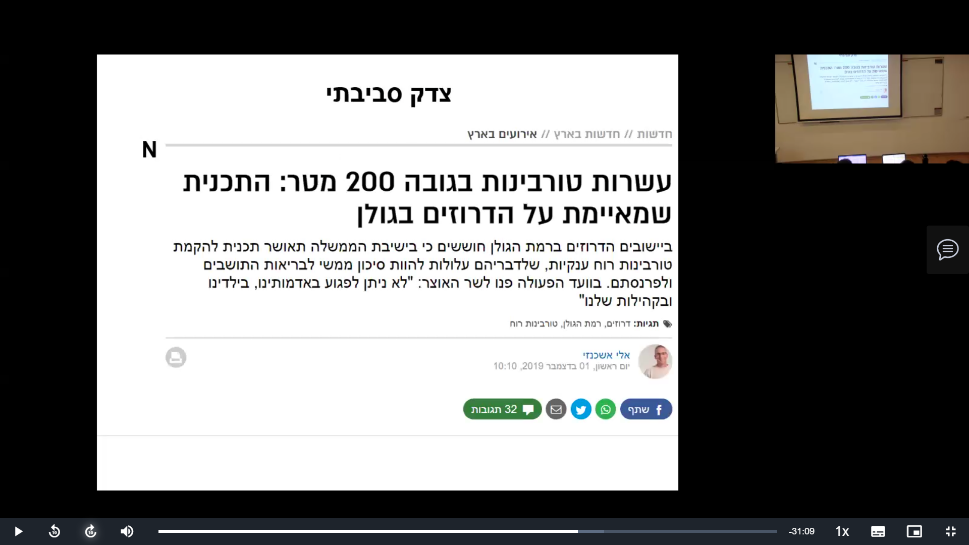 צדק סביבתי
חדשות // חדשות בארץ // אירועים בארץ
N
עשרות טורבינות בגובה 200 מטר: התכנית
שמאיימת על הדרוזים בגולן
ביישובים הדרוזים ברמת הגולן חוששים כי בישיבת הממשלה תאושר תכנית להקמת
טורבינות רוח ענקיות, שלדבריהם עלולות להוות סיכון ממשי לבריאות התושבים
ולפרנסתם. בוועד הפעולה פנו לשר האוצר: "לא ניתן לפגוע באדמותינו, בילדינו
ובקהילות שלנו"
תגיות: דרוזים, רמת הגולן, טורבינות רוח
אלי אשכנזי
יום ראשון, 01 בדצמבר 2019, 10:10
שתף
32 תגובות
-31:09
1x